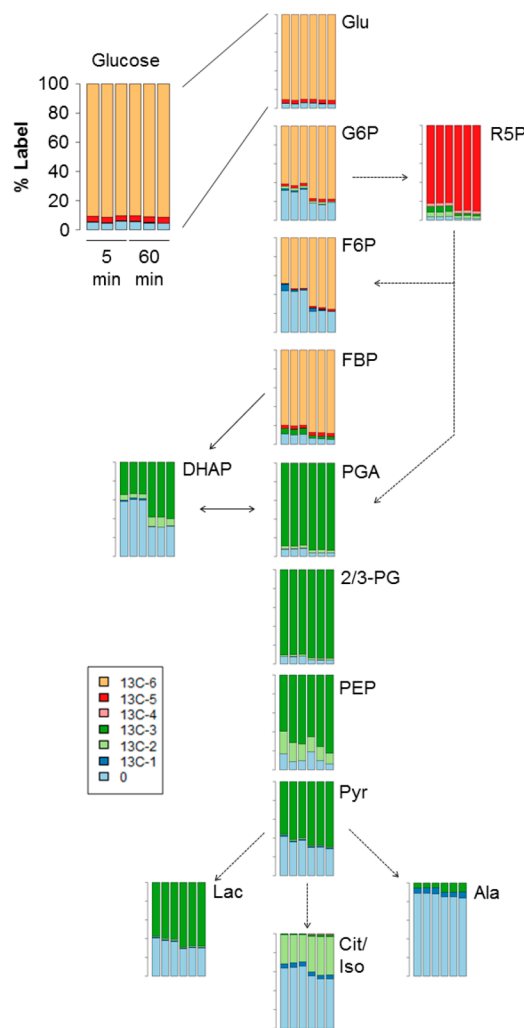 Glu
Glucose
100
80
60
40
20
0
% Label
5
min
60
min
G6P
R5P
F6P
FBP
DHAP
PGA
2/3-PG
PEP
13C-6
13C-5
13C-4
13C-3
13C-2
13C-1
0
Pyr
Lac
Cit/
Iso
Ala